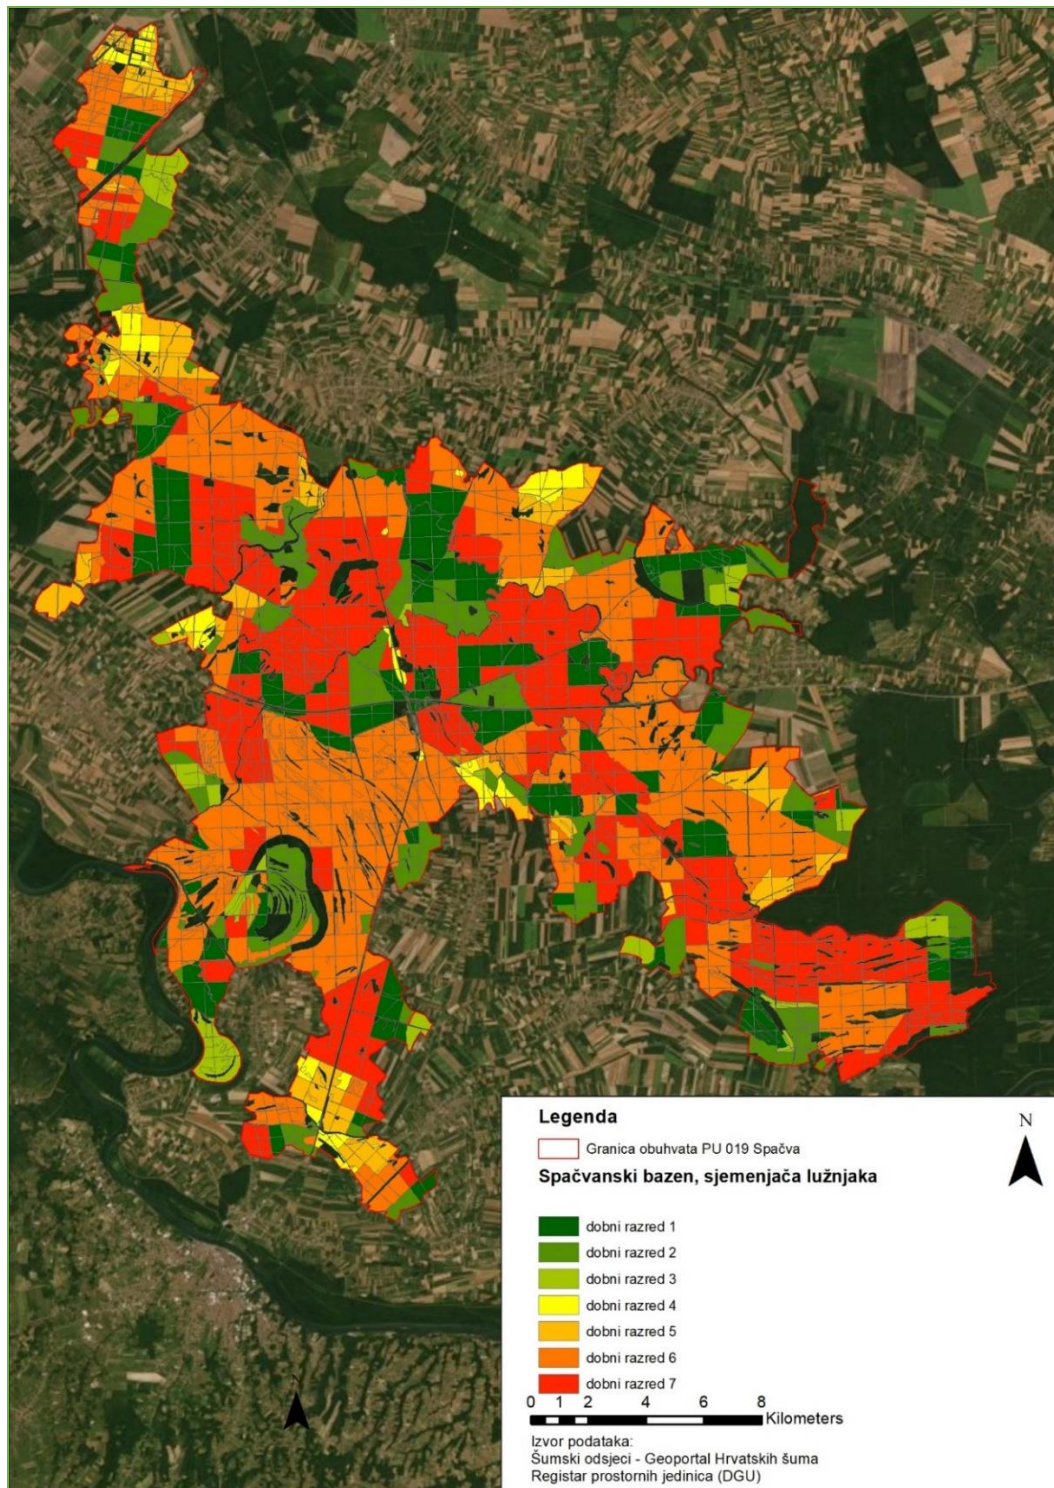 Legenda
N
Granica obuhvata PU 019 Spačva
Spačvanski bazen, sjemenjača lužnjaka
dobni razred 1
dobni razred 2
dobni razred 3
dobni razred 4
dobni razred 5
dobni razred 6
dobni razred 7
0 1 2 4 6 8
Kilometers
Izvor podataka:
Šumski odsjeci - Geoportal Hrvatskih šuma
Registar prostornih jedinica (DGU)